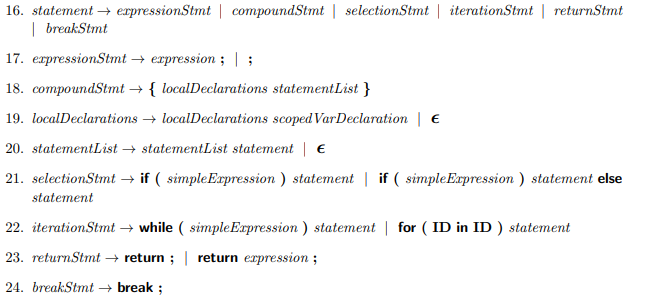 16. statement → expressionStmt | compoundStmt | selectionStmt | iterationStmt | returnStmt
| breakStmt
17. expressionStmt → expression ; | ;
18. compoundStmt → { localDeclarations statementList }
19. localDeclarations → localDeclarations scopedVarDeclaration | ϵ
20. statementList → statementList statement | ϵ
21. selectionStmt → if ( simpleExpression ) statement | if ( simpleExpression ) statement else
statement
22. iterationStmt → while ( simpleExpression ) statement | for ( ID in ID ) statement
23. returnStmt → return ; | return expression ;
24. breakStmt → break ;